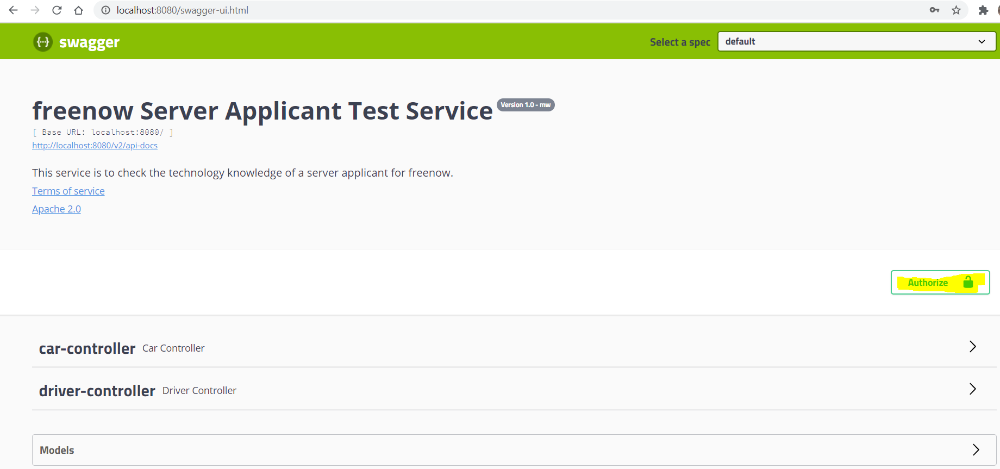 localhost:8080/swagger-ui.html
{···} swagger
Select a spec
default
freenow Server Applicant Test Service
Version 1.0 - mw
[ Base URL: localhost:8080/ ]
http://localhost:8080/v2/api-docs
This service is to check the technology knowledge of a server applicant for freenow.
Terms of service
Apache 2.0
Authorize
car-controller Car Controller
driver-controller Driver Controller
Models